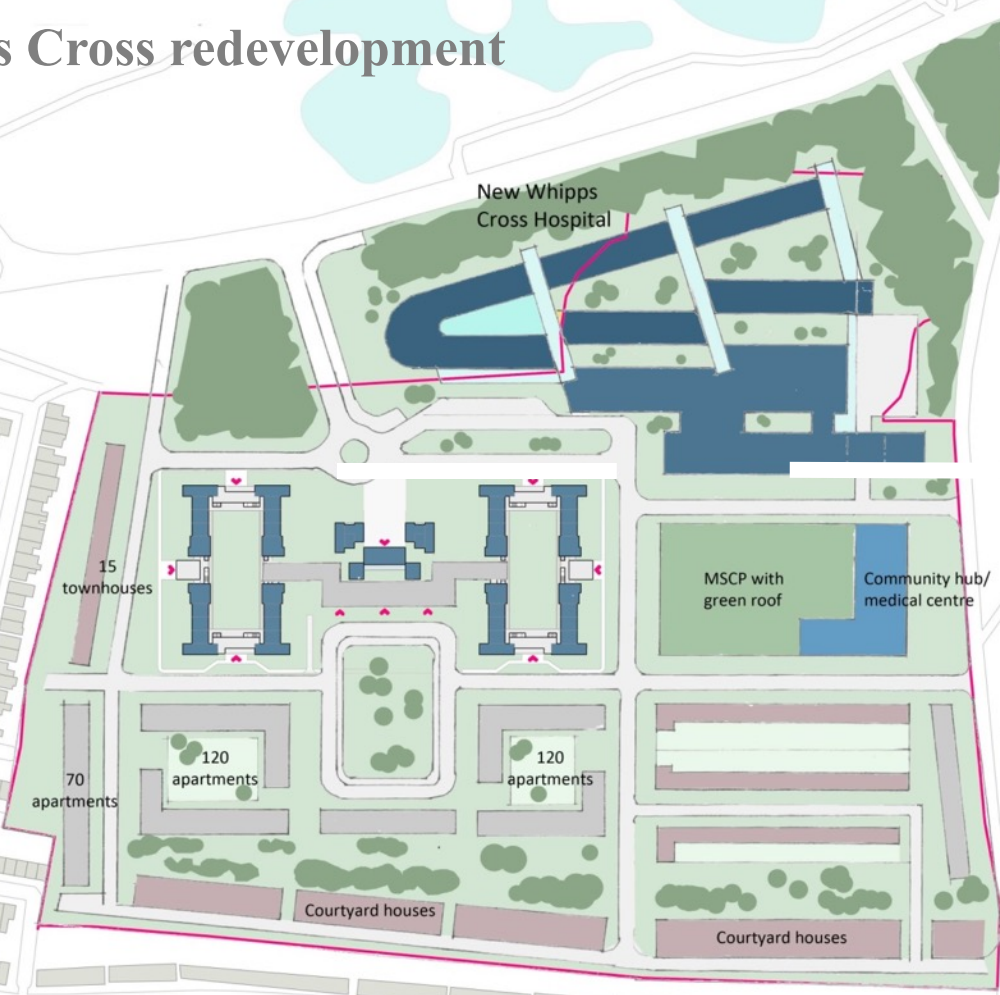 s Cross redevelopment
New Whipps
Cross Hospital
15
townhouses
MSCP with
green roof
Community hub/
medical centre
70
apartments
120
apartments
120
apartments
Courtyard houses
Courtyard houses